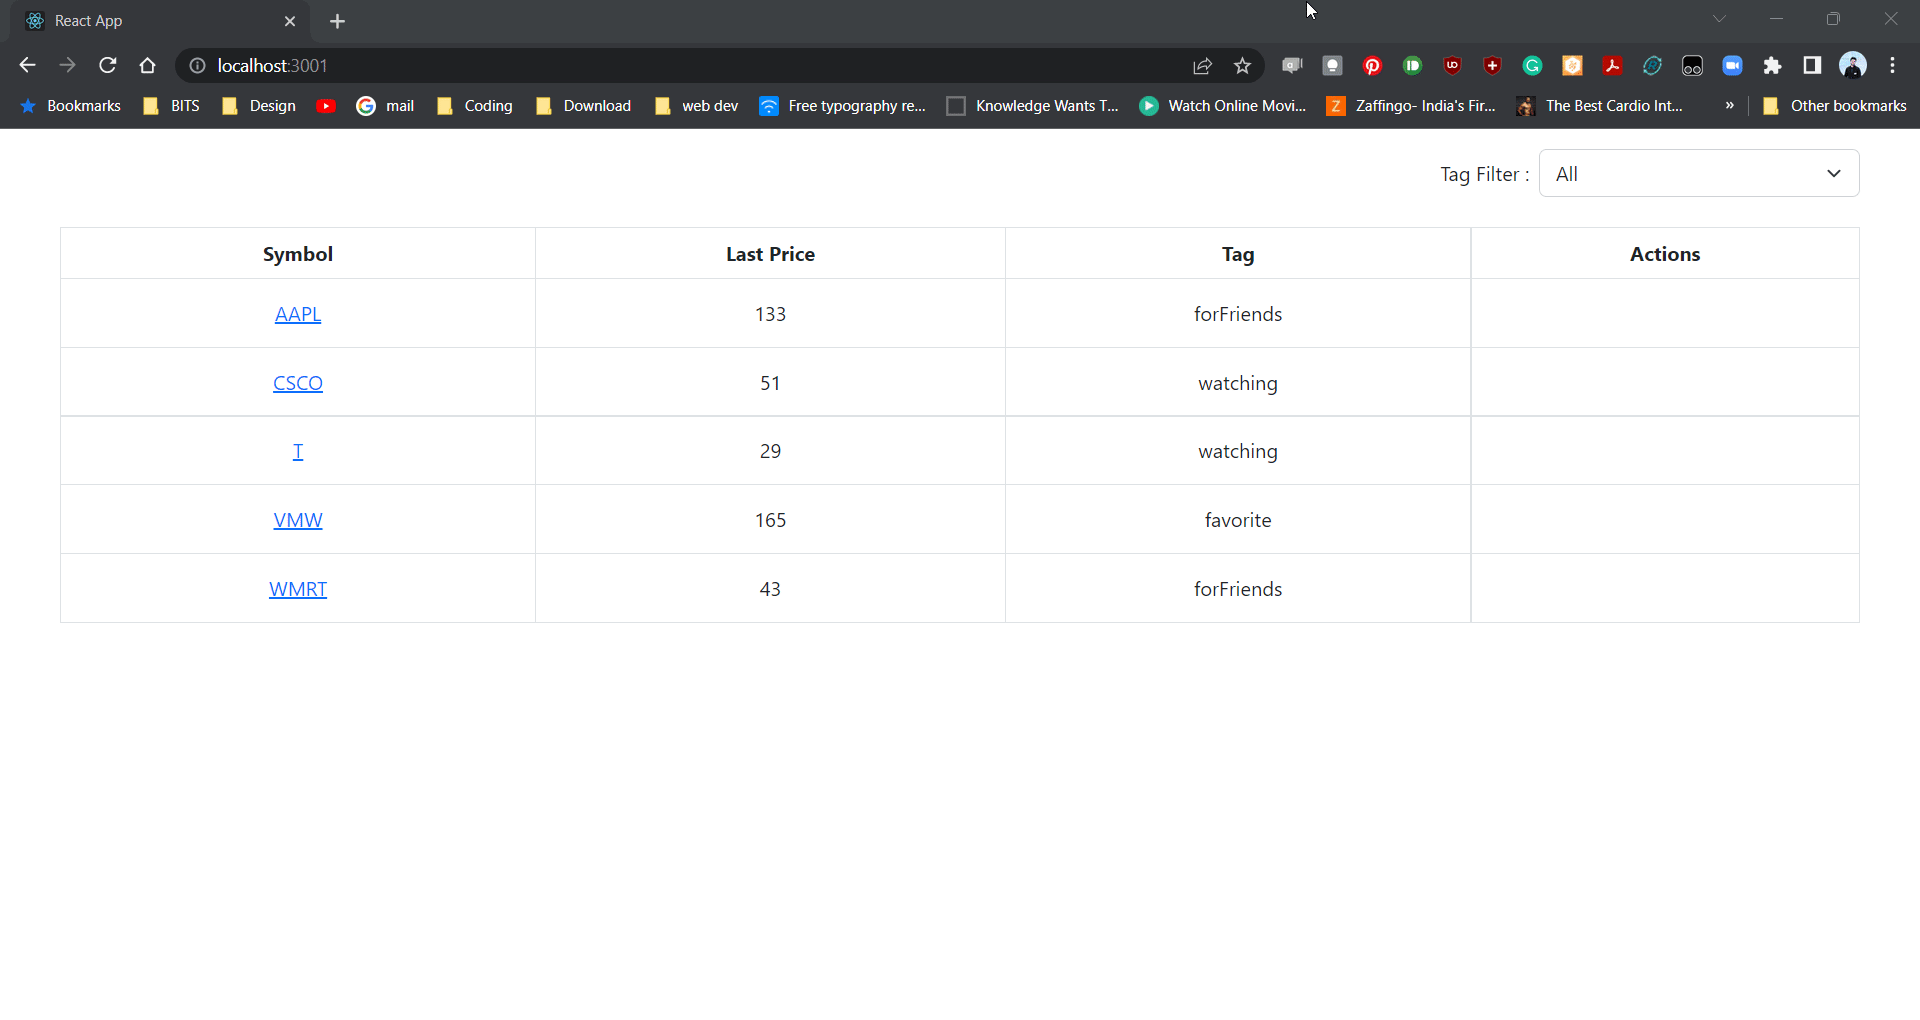 React App
localhost:3001
Bookmarks BITS Design mail Coding Download web dev Free typography re... Knowledge Wants T... Watch Online Movi... Zaffingo- India's Fir... The Best Cardio Int... » Other bookmarks
Tag Filter : All
Symbol Last Price Tag Actions
AAPL 133 forFriends
CSCO 51 watching
T 29 watching
VMW 165 favorite
WMRT 43 forFriends